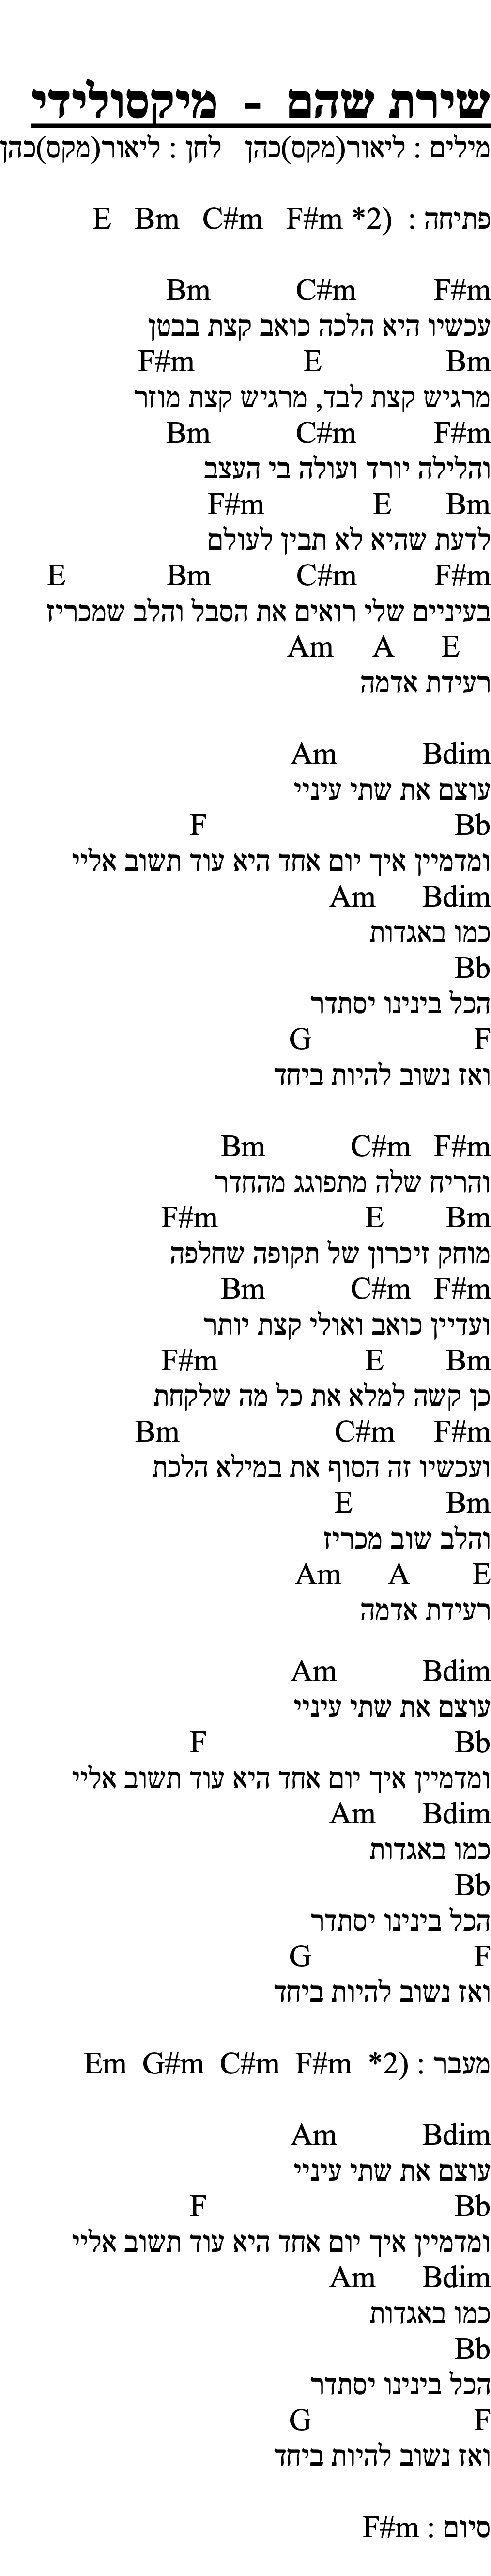 שירת שהם - מיקסולידי
מילים : ליאור(מקס)כהן לחן : ליאור(מקס)כהן
פתיחה : E Bm C#m F#m *2)
Bm C#m F#m
עכשיו היא הלכה כואב קצת בבטן
F#m E Bm
מרגיש קצת לבד, מרגיש קצת מוזר
Bm C#m F#m
והלילה יורד ועולה בי העצב
F#m E Bm
לדעת שהיא לא תבין לעולם
E Bm C#m F#m
בעיניים שלי רואים את הסבל והלב שמכריז
Am A E
רעידת אדמה
Am Bdim
עוצם את שתי עיניי
F Bb
ומדמיין איך יום אחד היא עוד תשוב אליי
Am Bdim
כמו באגדות
Bb
הכל בינינו יסתדר
G F
ואז נשוב להיות ביחד
Bm C#m F#m
והריח שלה מתפוגג מהחדר
F#m E Bm
מוחק זיכרון של תקופה שחלפה
Bm C#m F#m
ועדיין כואב ואולי קצת יותר
F#m E Bm
כן קשה למלא את כל מה שלקחת
Bm C#m F#m
ועכשיו זה הסוף את במילא הלכת
E Bm
והלב שוב מכריז
Am A E
רעידת אדמה
Am Bdim
עוצם את שתי עיניי
F Bb
ומדמיין איך יום אחד היא עוד תשוב אליי
Am Bdim
כמו באגדות
Bb
הכל בינינו יסתדר
G F
ואז נשוב להיות ביחד
מעבר : Em G#m C#m F#m *2)
Am Bdim
עוצם את שתי עיניי
F Bb
ומדמיין איך יום אחד היא עוד תשוב אליי
Am Bdim
כמו באגדות
Bb
הכל בינינו יסתדר
G F
ואז נשוב להיות ביחד
סיום : F#m